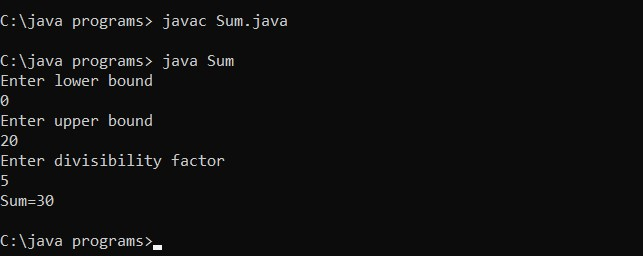 C:\java programs> javac Sum.java
C:\java programs> java Sum
Enter lower bound
0
Enter upper bound
20
Enter divisibility factor
5
Sum=30
C:\java programs>